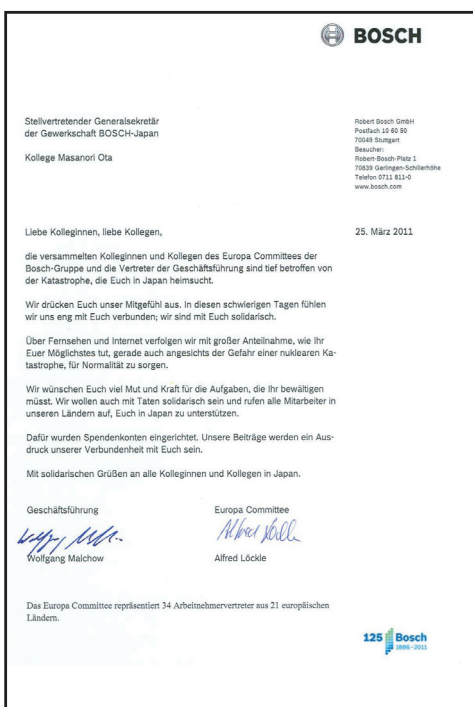 BOSCH
Stellvertretender Generalsekretär
der Gewerkschaft BOSCH-Japan
Kollege Masanori Ota
Robert Bosch GmbH
Postfach 10 60 50
70049 Stuttgart
Besucher:
Robert-Bosch-Platz 1
70839 Gerlingen-Schillerhöhe
Telefon 0711 811-0
www.bosch.com
Liebe Kolleginnen, liebe Kollegen,
25. März 2011
die versammelten Kolleginnen und Kollegen des Europa Committees der
Bosch-Gruppe und die Vertreter der Geschäftsführung sind tief betroffen von
der Katastrophe, die Euch in Japan heimsucht.
Wir drücken Euch unser Mitgefühl aus. In diesen schwierigen Tagen fühlen
wir uns eng mit Euch verbunden; wir sind mit Euch solidarisch.
Über Fernsehen und Internet verfolgen wir mit großer Anteilnahme, wie Ihr
Euer Möglichstes tut, gerade auch angesichts der Gefahr einer nuklearen Ka-
tastrophe, für Normalität zu sorgen.
Wir wünschen Euch viel Mut und Kraft für die Aufgaben, die Ihr bewältigen
müsst. Wir wollen auch mit Taten solidarisch sein und rufen alle Mitarbeiter in
unseren Ländern auf, Euch in Japan zu unterstützen.
Dafür wurden Spendenkonten eingerichtet. Unsere Beiträge werden ein Aus-
druck unserer Verbundenheit mit Euch sein.
Mit solidarischen Grüßen an alle Kolleginnen und Kollegen in Japan.
Geschäftsführung
Europa Committee
Wolfgang Malchow
Alfred Löckle
Das Europa Committee repräsentiert 34 Arbeitnehmervertreter aus 21 europäischen
Ländern.
125 Bosch
1886-2011